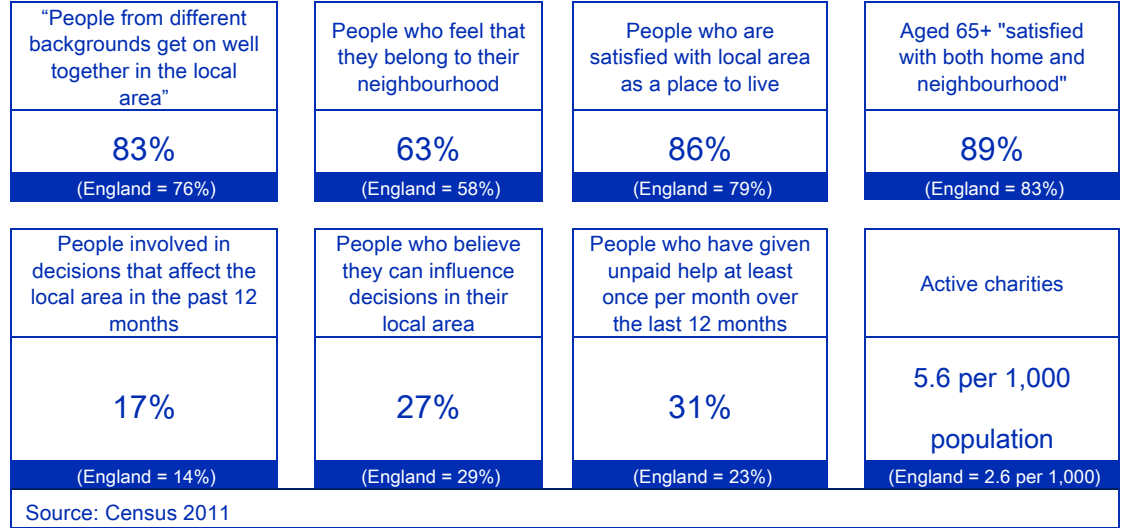 “People from different
backgrounds get on well
together in the local
area”
83%
(England = 76%)
People who feel that
they belong to their
neighbourhood
63%
(England = 58%)
People who are
satisfied with local area
as a place to live
86%
(England = 79%)
Aged 65+ "satisfied
with both home and
neighbourhood"
89%
(England = 83%)
People involved in
decisions that affect the
local area in the past 12
months
17%
(England = 14%)
People who believe
they can influence
decisions in their
local area
27%
(England = 29%)
People who have given
unpaid help at least
once per month over
the last 12 months
31%
(England = 23%)
Active charities
5.6 per 1,000
population
(England = 2.6 per 1,000)
Source: Census 2011